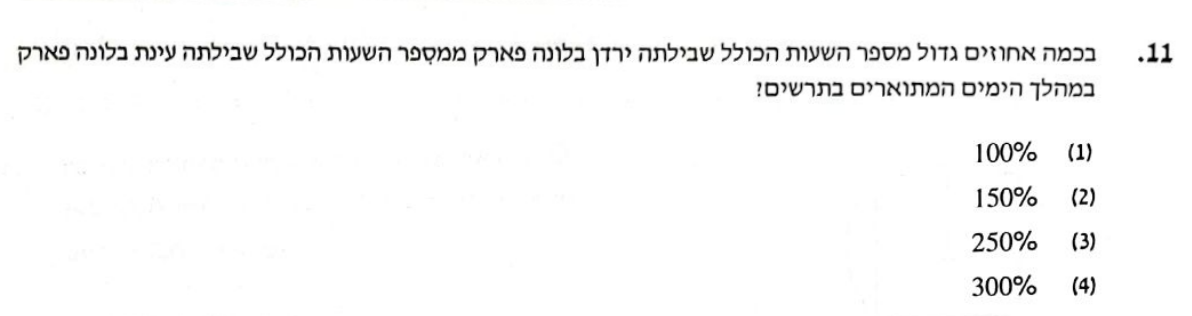 11. בכמה אחוזים גדול מספר השעות הכולל שבילתה ירדן בלונה פארק ממספר השעות הכולל שבילתה עינת בלונה פארק
במהלך הימים המתוארים בתרשים?
(1) 100%
(2) 150%
(3) 250%
(4) 300%